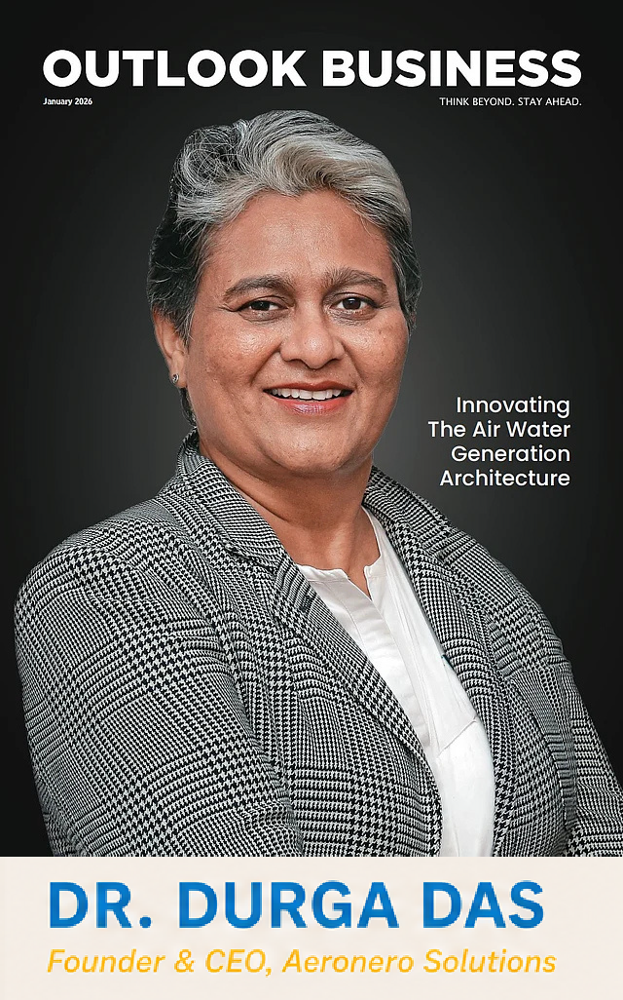 OUTLOOK BUSINESS
January 2026
THINK BEYOND. STAY AHEAD.
Innovating
The Air Water
Generation
Architecture
DR. DURGA DAS
Founder & CEO, Aeronero Solutions